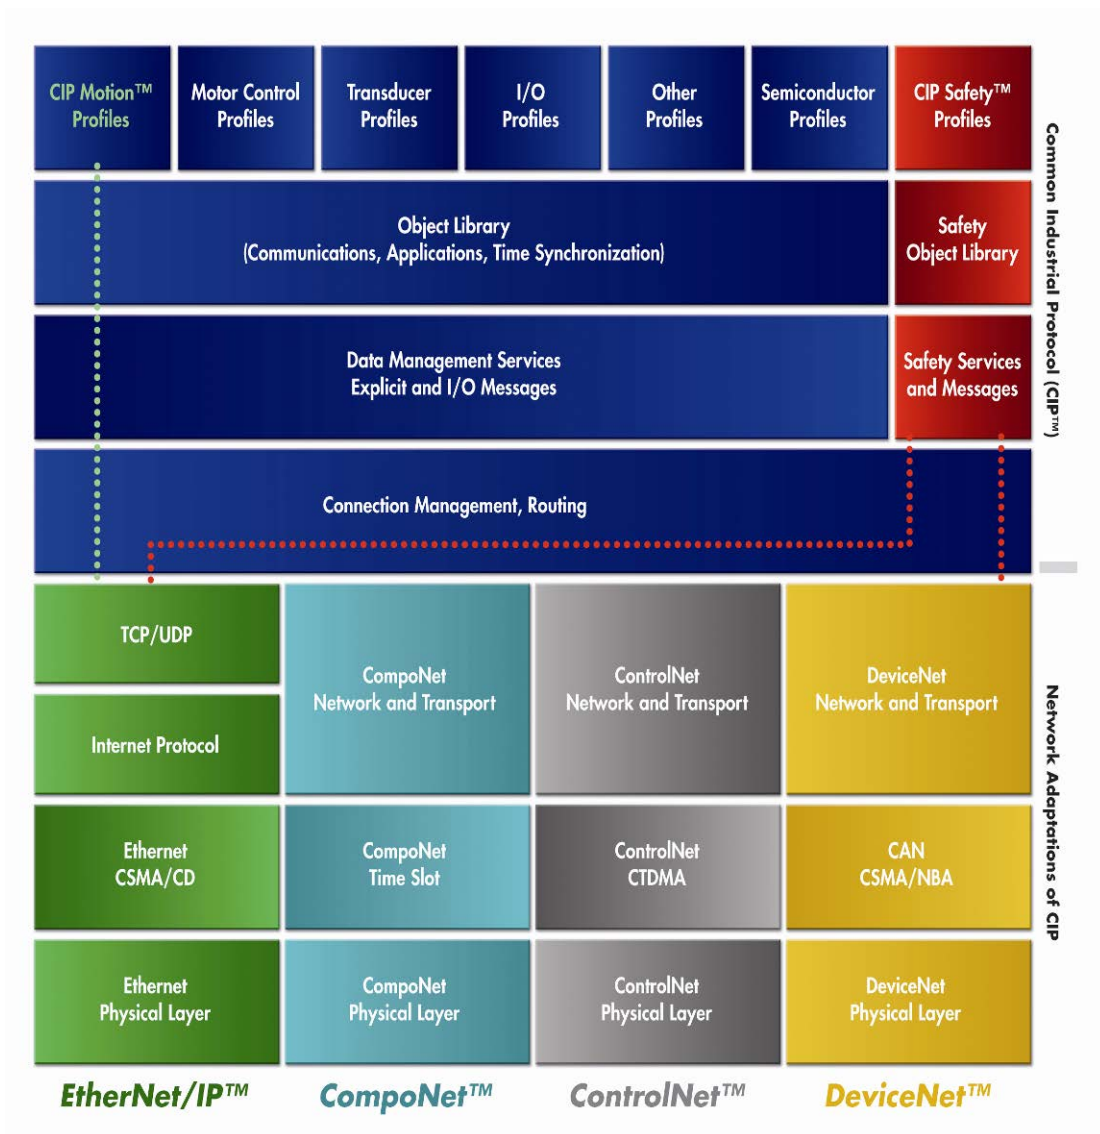 CIP Motion™
Profiles
Motor Control
Profiles
Transducer
Profiles
I/O
Profiles
Other
Profiles
Semiconductor
Profiles
CIP Safety™
Profiles
Object Library
(Communications, Applications, Time Synchronization)
Safety
Object Library
Data Management Services
Explicit and I/O Messages
Safety Services
and Messages
Connection Management, Routing
Common Industrial Protocol (CIP™)
TCP/UDP
Internet Protocol
CompoNet
Network and Transport
ControlNet
Network and Transport
DeviceNet
Network and Transport
Ethernet
CSMA/CD
CompoNet
Time Slot
ControlNet
CTDMA
CAN
CSMA/NBA
Ethernet
Physical Layer
CompoNet
Physical Layer
ControlNet
Physical Layer
DeviceNet
Physical Layer
Network Adaptations of CIP
EtherNet/IP™
CompoNet™
ControlNet™
DeviceNet™